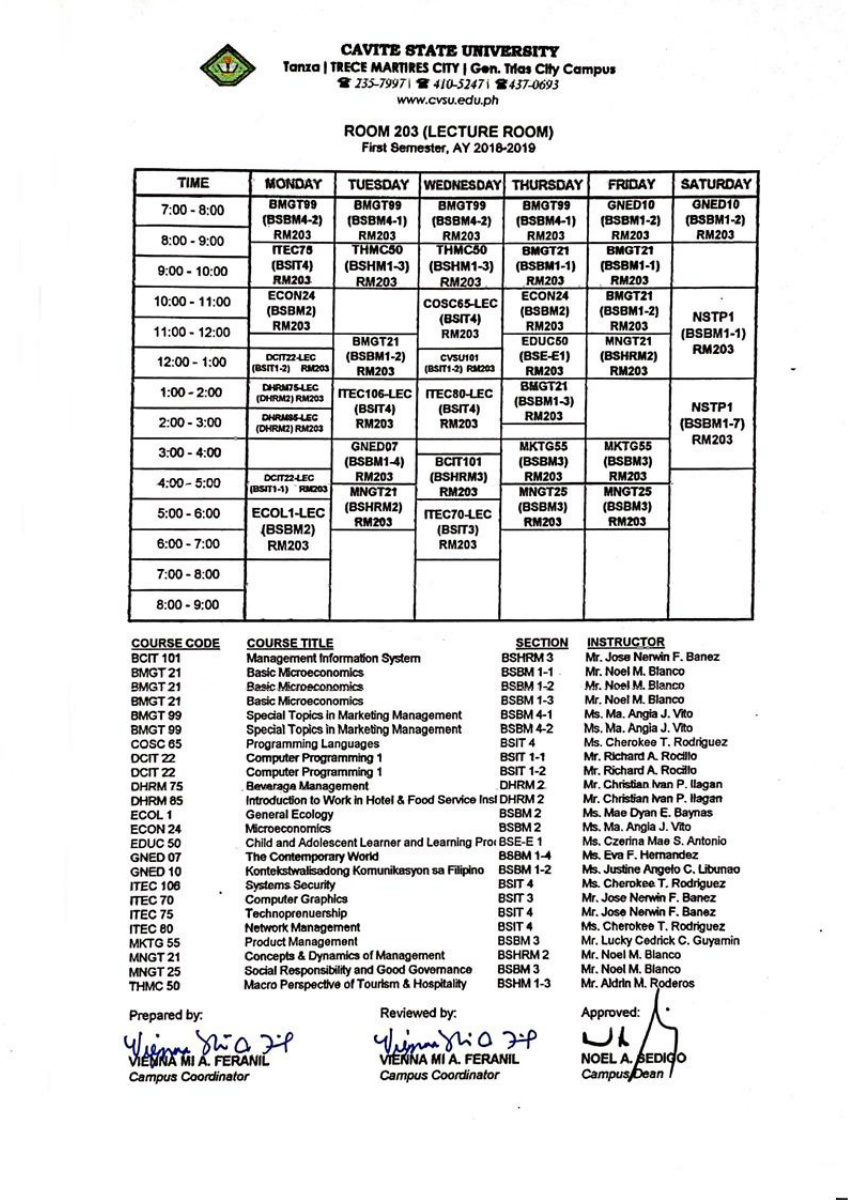 CAVITE STATE UNIVERSITY
Tanza | TRECE MARTIRES CITY | Gen. Trias City Campus
☎ 235-7997 | ☎ 410-5247 | ☎ 437-0693
www.cvsu.edu.ph
ROOM 203 (LECTURE ROOM)
First Semester, AY 2018-2019
TIME MONDAY TUESDAY WEDNESDAY THURSDAY FRIDAY SATURDAY
7:00 - 8:00 BMGT99 BMGT99 BMGT99 BMGT99 GNED10 GNED10
(BSBM4-2) (BSBM4-1) (BSBM4-2) (BSBM4-1) (BSBM1-2) (BSBM1-2)
8:00 - 9:00 RM203 RM203 RM203 RM203 RM203 RM203
ITEC75 THMC50 THMC50 BMGT21 BMGT21
9:00 - 10:00 (BSIT4) (BSHM1-3) (BSHM1-3) (BSBM1-1) (BSBM1-1)
RM203 RM203 RM203 RM203 RM203
10:00 - 11:00 ECON24 COSC65-LEC ECON24 BMGT21 NSTP1
(BSBM2) (BSIT4) (BSBM2) (BSBM1-2) (BSBM1-1)
11:00 - 12:00 RM203 RM203 RM203 RM203 RM203
BMGT21 EDUC50 MNGT21
12:00 - 1:00 DCIT22-LEC (BSBM1-2) CVSU101 (BSE-E1) (BSHRM2)
(BSIT1-2) RM203 RM203 (BSIT1-2) RM203 RM203 RM203
1:00 - 2:00 DHRM75-LEC ITEC106-LEC ITEC80-LEC BMGT21 NSTP1
(DHRM2) RM203 (BSIT4) (BSIT4) (BSBM1-3) (BSBM1-7)
2:00 - 3:00 DHRM85-LEC RM203 RM203 RM203 RM203
(DHRM2) RM203
3:00 - 4:00 GNED07 BCIT101 MKTG55 MKTG55
(BSBM1-4) (BSHRM3) (BSBM3) (BSBM3)
4:00 - 5:00 DCIT22-LEC RM203 RM203 RM203 RM203
(BSIT1-1) RM203 MNGT21 MNGT25 MNGT25
5:00 - 6:00 ECOL1-LEC (BSHRM2) ITEC70-LEC (BSBM3) (BSBM3)
(BSBM2) RM203 (BSIT3) RM203 RM203
6:00 - 7:00 RM203 RM203
7:00 - 8:00
8:00 - 9:00
COURSE CODE COURSE TITLE SECTION INSTRUCTOR
BCIT 101 Management Information System BSHRM 3 Mr. Jose Nerwin F. Banez
BMGT 21 Basic Microeconomics BSBM 1-1 Mr. Noel M. Blanco
BMGT 21 Basic Microeconomics BSBM 1-2 Mr. Noel M. Blanco
BMGT 21 Basic Microeconomics BSBM 1-3 Mr. Noel M. Blanco
BMGT 99 Special Topics in Marketing Management BSBM 4-1 Ms. Ma. Angia J. Vito
BMGT 99 Special Topics in Marketing Management BSBM 4-2 Ms. Ma. Angia J. Vito
COSC 65 Programming Languages BSIT 4 Ms. Cherokee T. Rodriguez
DCIT 22 Computer Programming 1 BSIT 1-1 Mr. Richard A. Rocillo
DCIT 22 Computer Programming 1 BSIT 1-2 Mr. Richard A. Rocillo
DHRM 75 Beverage Management DHRM 2 Mr. Christian Ivan P. Ilagan
DHRM 85 Introduction to Work in Hotel & Food Service Inst DHRM 2 Mr. Christian Ivan P. Ilagan
ECOL 1 General Ecology BSBM 2 Ms. Mae Dyan E. Baynas
ECON 24 Microeconomics BSBM 2 Ms. Ma. Angia J. Vito
EDUC 50 Child and Adolescent Learner and Learning Pro BSE-E 1 Ms. Czerina Mae S. Antonio
GNED 07 The Contemporary World BSBM 1-4 Ms. Eva F. Hernandez
GNED 10 Kontekstwalisadong Komunikasyon sa Filipino BSBM 1-2 Ms. Justine Angelo C. Libunao
ITEC 106 Systems Security BSIT 4 Ms. Cherokee T. Rodriguez
ITEC 70 Computer Graphics BSIT 3 Mr. Jose Nerwin F. Banez
ITEC 75 Technoprenuership BSIT 4 Mr. Jose Nerwin F. Banez
ITEC 80 Network Management BSIT 4 Ms. Cherokee T. Rodriguez
MKTG 55 Product Management BSBM 3 Mr. Lucky Cedrick C. Guyamin
MNGT 21 Concepts & Dynamics of Management BSHRM 2 Mr. Noel M. Blanco
MNGT 25 Social Responsibility and Good Governance BSBM 3 Mr. Noel M. Blanco
THMC 50 Macro Perspective of Tourism & Hospitality BSHM 1-3 Mr. Aldrin M. Roderos
Prepared by: Reviewed by: Approved:
VIENNA MI A. FERANIL VIENNA MI A. FERANIL NOEL A. SEDIGO
Campus Coordinator Campus Coordinator Campus Dean